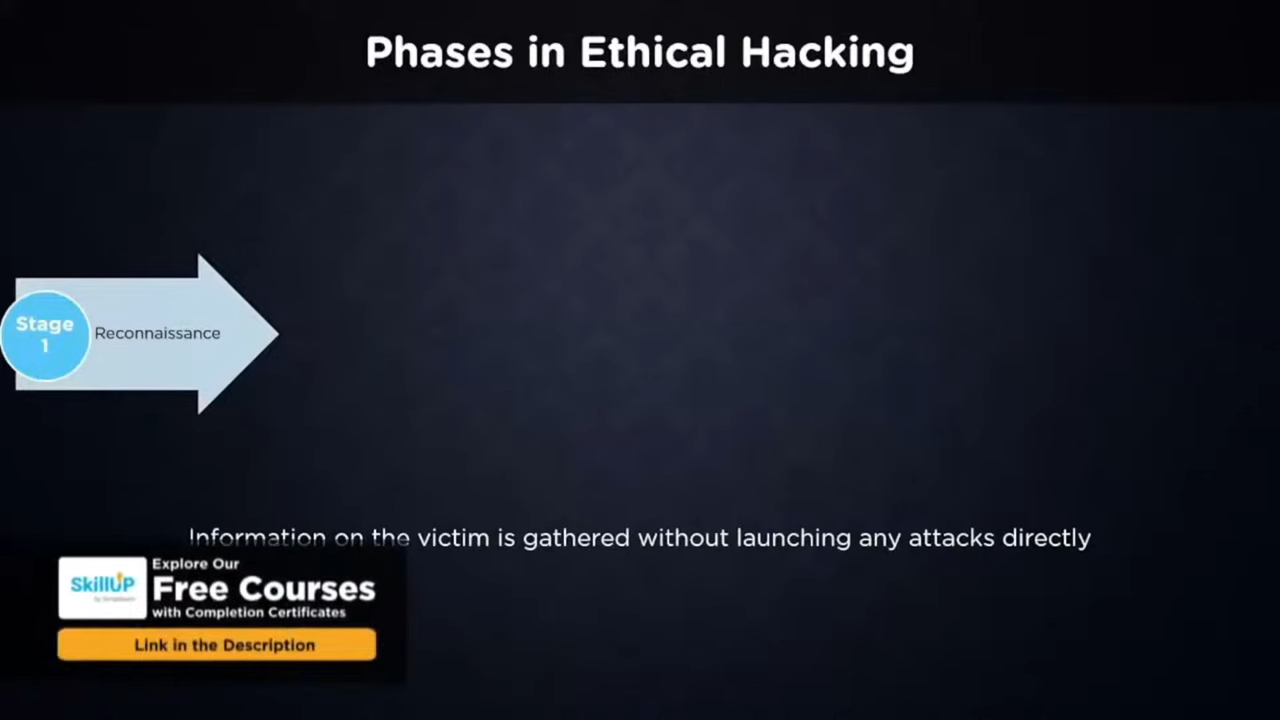 Phases in Ethical Hacking
Stage
1
Reconnaissance
Information on the victim is gathered without launching any attacks directly
Explore Our
SkillUP
Free Courses
with Completion Certificates
Link in the Description